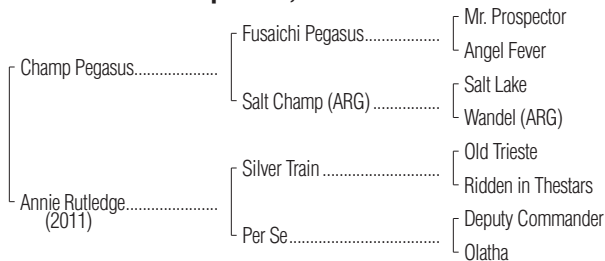 Mr. Prospector
Fusaichi Pegasus
Angel Fever
Champ Pegasus
Salt Lake
Salt Champ (ARG)
Wandel (ARG)
Old Trieste
Silver Train
Ridden in Thestars
Annie Rutledge
(2011)
Deputy Commander
Per Se
Olatha